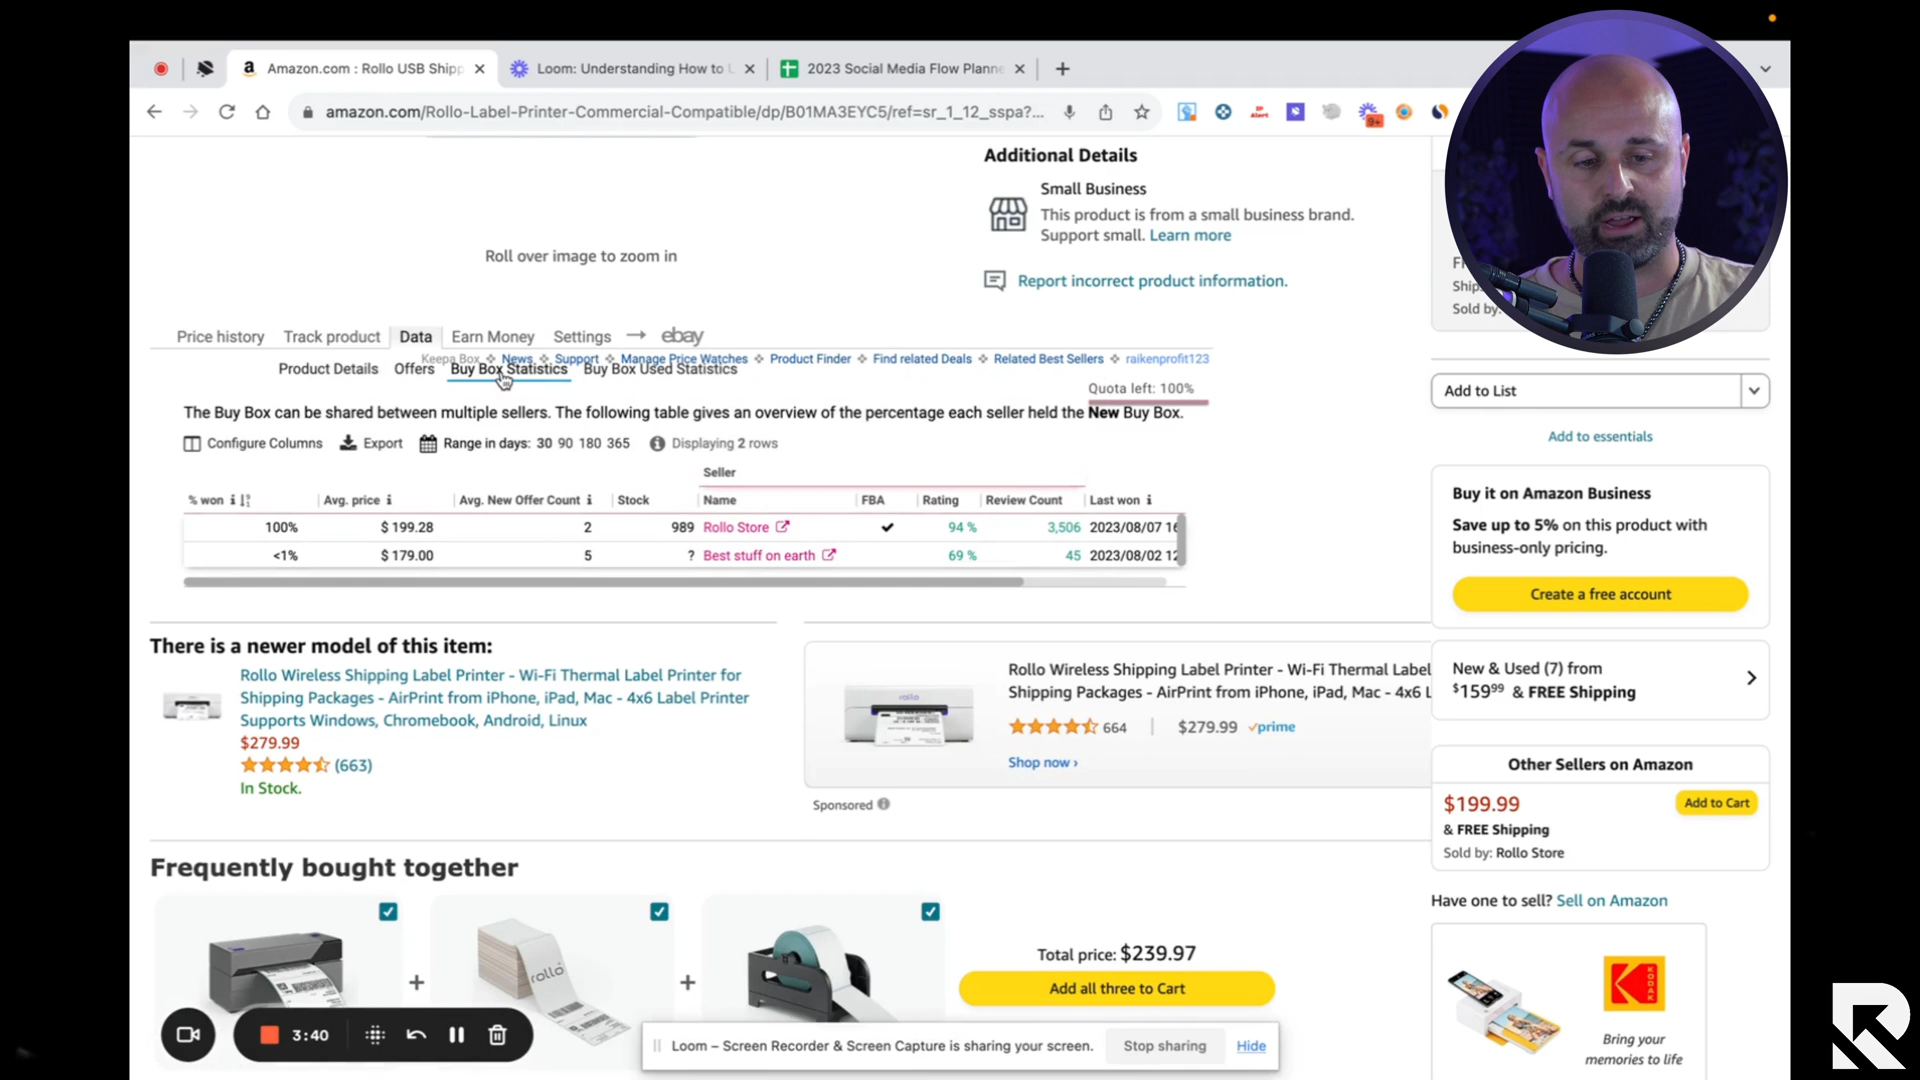 Amazon.com : Rollo USB Shipp
Loom: Understanding How to U
2023 Social Media Flow Planne
amazon.com/Rollo-Label-Printer-Commercial-Compatible/dp/B01MA3EYC5/ref=sr_1_12_sspa?...
9+
Additional Details
Small Business
This product is from a small business brand.
Support small. Learn more
Roll over image to zoom in
Report incorrect product information.
Ship
Sold by:
Price history Track product Data Earn Money Settings → ebay
Keepa Box News Support Manage Price Watches Product Finder Find related Deals Related Best Sellers raikenprofit123
Product Details Offers Buy Box Statistics Buy Box Used Statistics
Quota left: 100%
The Buy Box can be shared between multiple sellers. The following table gives an overview of the percentage each seller held the New Buy Box.
Configure Columns Export Range in days: 30 90 180 365 Displaying 2 rows
Seller
% won Avg. price Avg. New Offer Count Stock Name FBA Rating Review Count Last won
100% $ 199.28 2 989 Rollo Store ✓ 94 % 3,506 2023/08/07 16
<1% $ 179.00 5 ? Best stuff on earth 69 % 45 2023/08/02 12
Add to List
Add to essentials
Buy it on Amazon Business
Save up to 5% on this product with
business-only pricing.
Create a free account
There is a newer model of this item:
Rollo Wireless Shipping Label Printer - Wi-Fi Thermal Label Printer for
Shipping Packages - AirPrint from iPhone, iPad, Mac - 4x6 Label Printer
Supports Windows, Chromebook, Android, Linux
$279.99
(663)
In Stock.
rollo
Rollo Wireless Shipping Label Printer - Wi-Fi Thermal Label
Shipping Packages - AirPrint from iPhone, iPad, Mac - 4x6 L
664 $279.99 prime
Shop now ›
Sponsored
New & Used (7) from
$159⁹⁹ & FREE Shipping
Other Sellers on Amazon
$199.99 Add to Cart
& FREE Shipping
Sold by: Rollo Store
Have one to sell? Sell on Amazon
Frequently bought together
rollo
Total price: $239.97
Add all three to Cart
KODAK
Bring your
memories to life
3:40
Loom – Screen Recorder & Screen Capture is sharing your screen. Stop sharing Hide